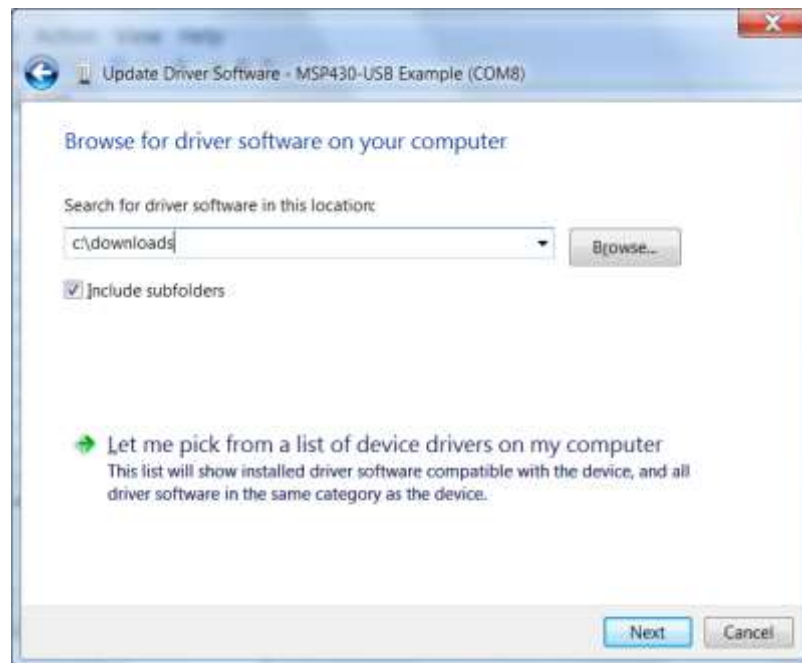 Action View Help
Update Driver Software - MSP430-USB Example (COM8)
Browse for driver software on your computer
Search for driver software in this location:
c:\downloads
Browse...
Include subfolders
Let me pick from a list of device drivers on my computer
This list will show installed driver software compatible with the device, and all
driver software in the same category as the device.
Next
Cancel